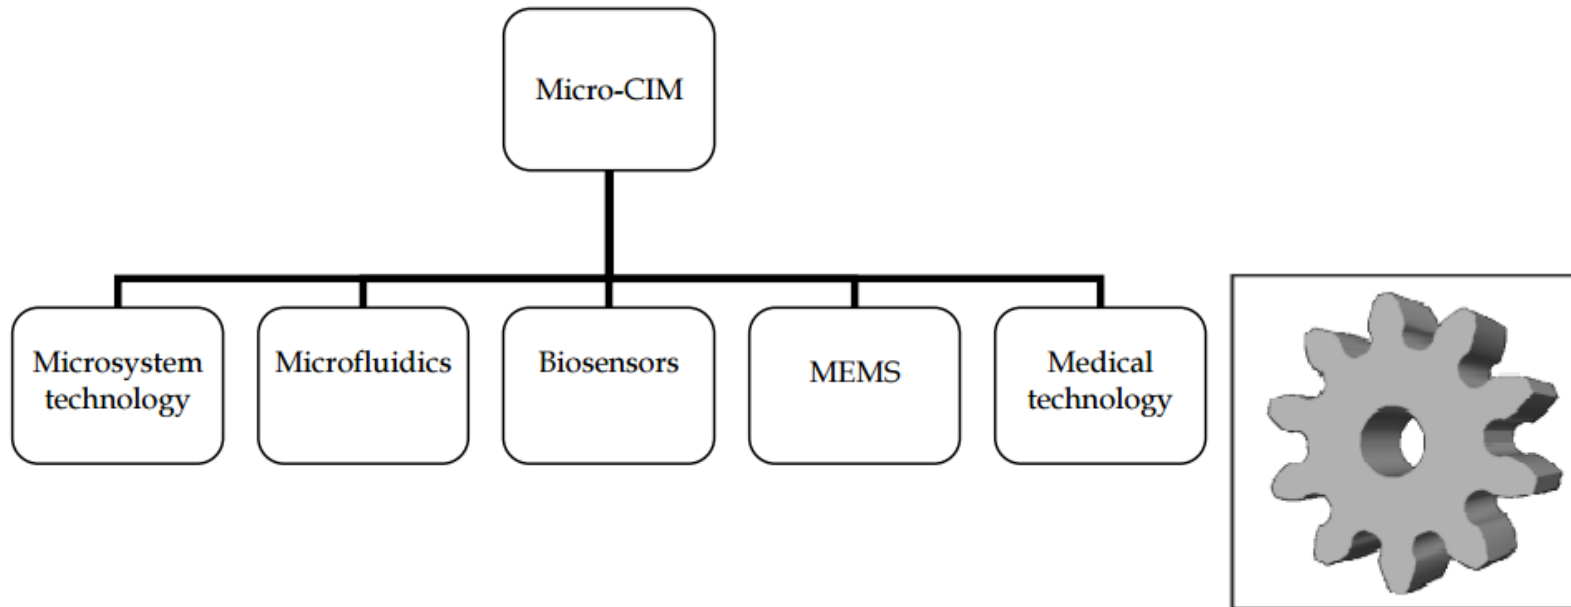 Micro-CIM
Microsystem
technology
Microfluidics
Biosensors
MEMS
Medical
technology